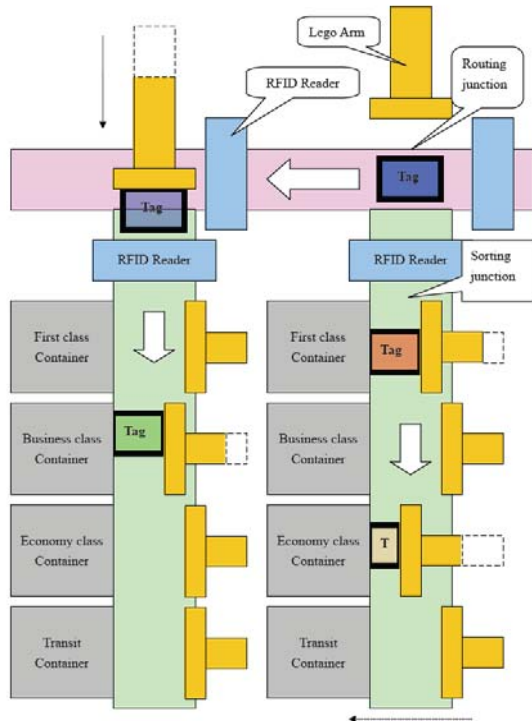 Lego Arm
RFID Reader
Routing
junction
Tag
Tag
RFID Reader
RFID Reader
Sorting
junction
First class
Container
Tag
First class
Container
Tag
Business class
Container
Business class
Container
Economy class
Container
Economy class
Container
T
Transit
Container
Transit
Container